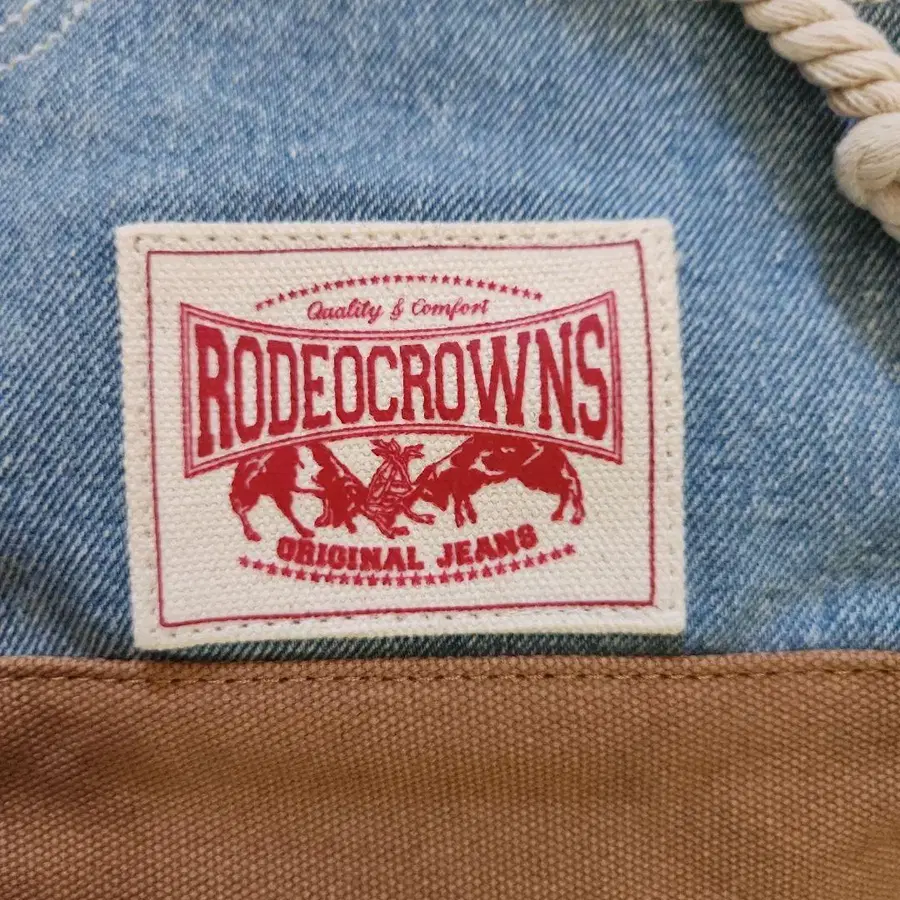 Quality & Comfort
RODEOCROWNS
ORIGINAL JEANS